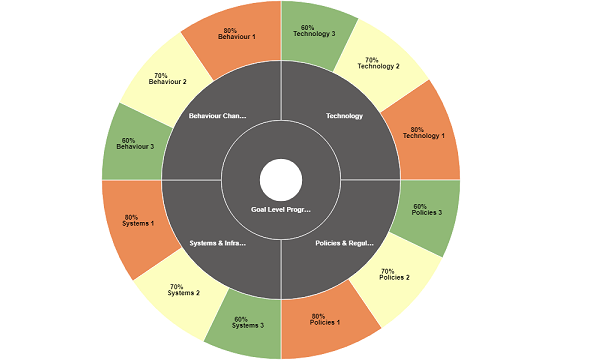 80%
Behaviour 1
60%
Technology 3
70%
Behaviour 2
70%
Technology 2
Behaviour Chan...
Technology
60%
Behaviour 3
80%
Technology 1
Goal Level Progr...
80%
Systems 1
60%
Policies 3
Systems & Infra...
Policies & Regul...
70%
Systems 2
70%
Policies 2
60%
Systems 3
80%
Policies 1